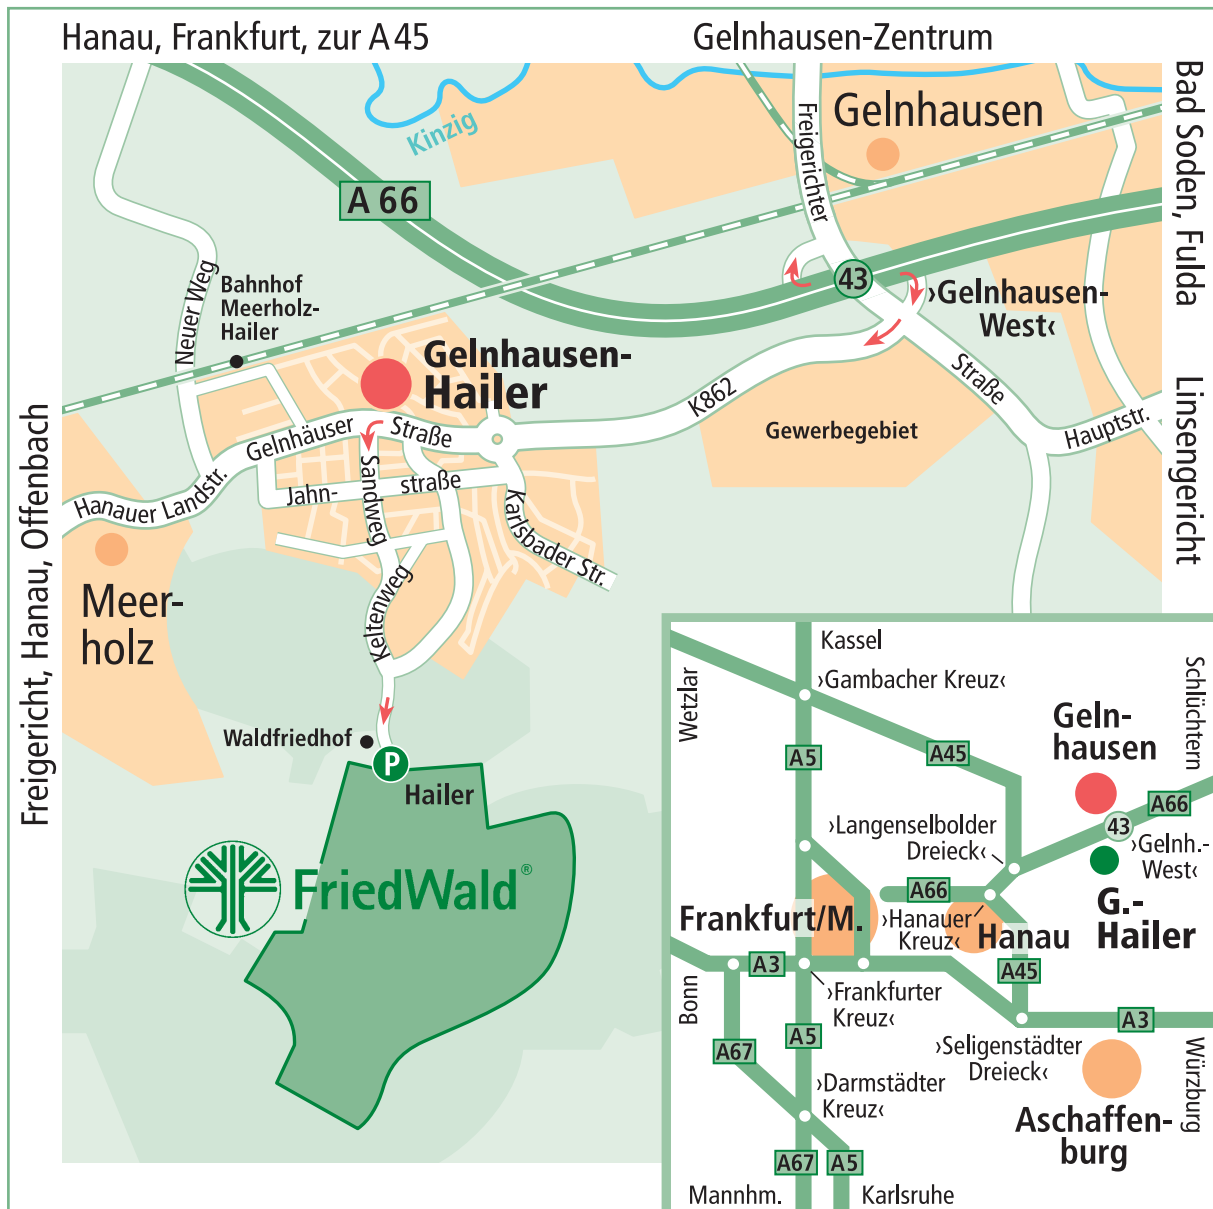 Hanau, Frankfurt, zur A 45
Gelnhausen-Zentrum
Bad Soden, Fulda
Linsengericht
Freigericht, Hanau, Offenbach
Kinzig
A 66
Freigerichter
Straße
Gelnhausen
43
›Gelnhausen-
West‹
Neuer Weg
Bahnhof
Meerholz-
Hailer
Gelnhausen-
Hailer
K862
Gewerbegebiet
Hauptstr.
Gelnhäuser
Straße
Hanauer Landstr.
Jahn-
straße
Sandweg
Karlsbader Str.
Keltenweg
Meer-
holz
Waldfriedhof
P
Hailer
FriedWald®
Kassel
Wetzlar
›Gambacher Kreuz‹
Schlüchtern
Geln-
hausen
A5
A45
A66
43
›Langenselbolder
Dreieck‹
›Gelnh.-
West‹
A66
G.-
Hailer
Frankfurt/M.
›Hanauer
Kreuz‹
Hanau
A3
A45
Bonn
›Frankfurter
Kreuz‹
A3
A5
A67
›Seligenstädter
Dreieck‹
Würzburg
›Darmstädter
Kreuz‹
Aschaffen-
burg
A67
A5
Mannhm.
Karlsruhe